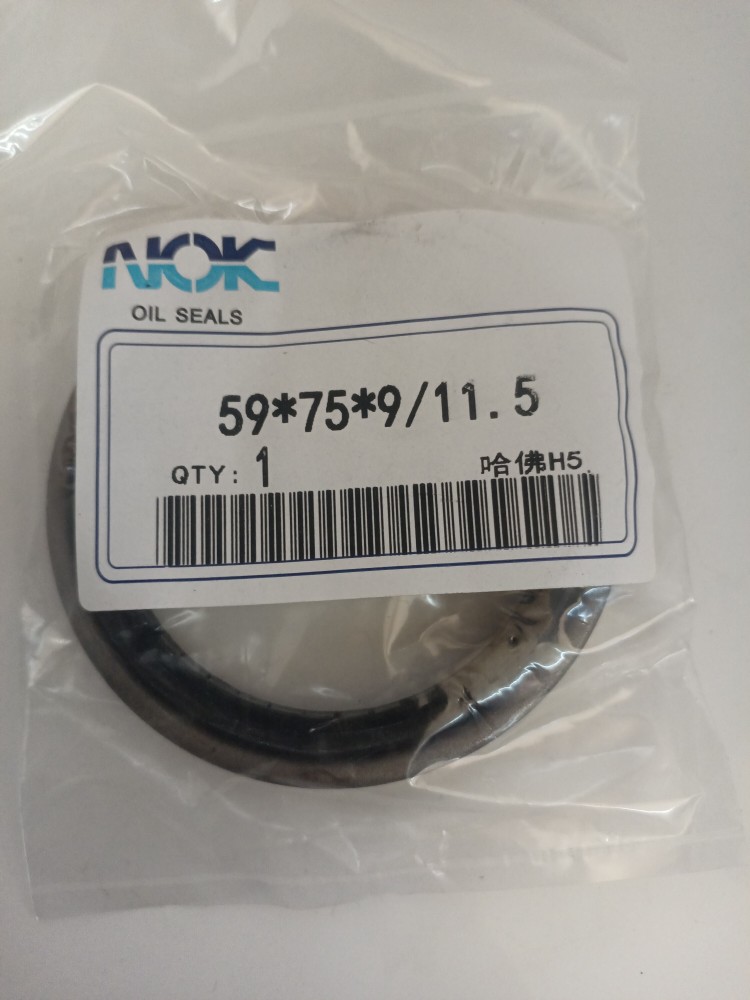 NOK
OIL SEALS
59*75*9/11.5
QTY: 1 哈佛H5